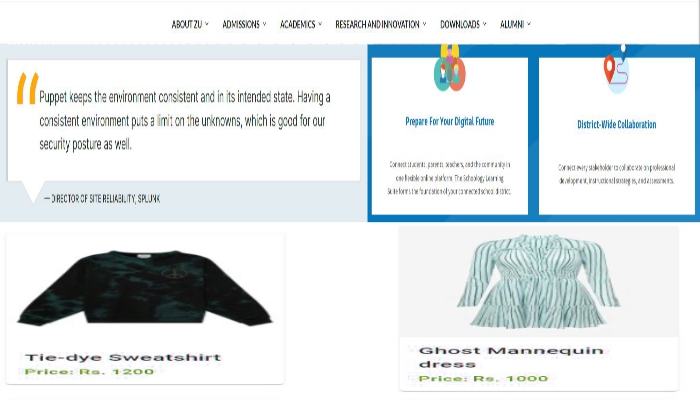 ABOUT ZU ADMISSIONS ACADEMICS RESEARCH AND INNOVATION DOWNLOADS ALUMNI
“ Puppet keeps the environment consistent and in its intended state. Having a
consistent environment puts a limit on the unknowns, which is good for our
security posture as well.
— DIRECTOR OF SITE RELIABILITY, SPLUNK
Prepare For Your Digital Future
Connect students, parents, teachers, and the community in
one flexible online platform. The Schoology Learning
Suite forms the foundation of your connected school district.
District-Wide Collaboration
Connect every stakeholder to collaborate on professional
development, instructional strategies, and assessments.
Tie-dye Sweatshirt
Price: Rs. 1200
Ghost Mannequin
dress
Price: Rs. 1000